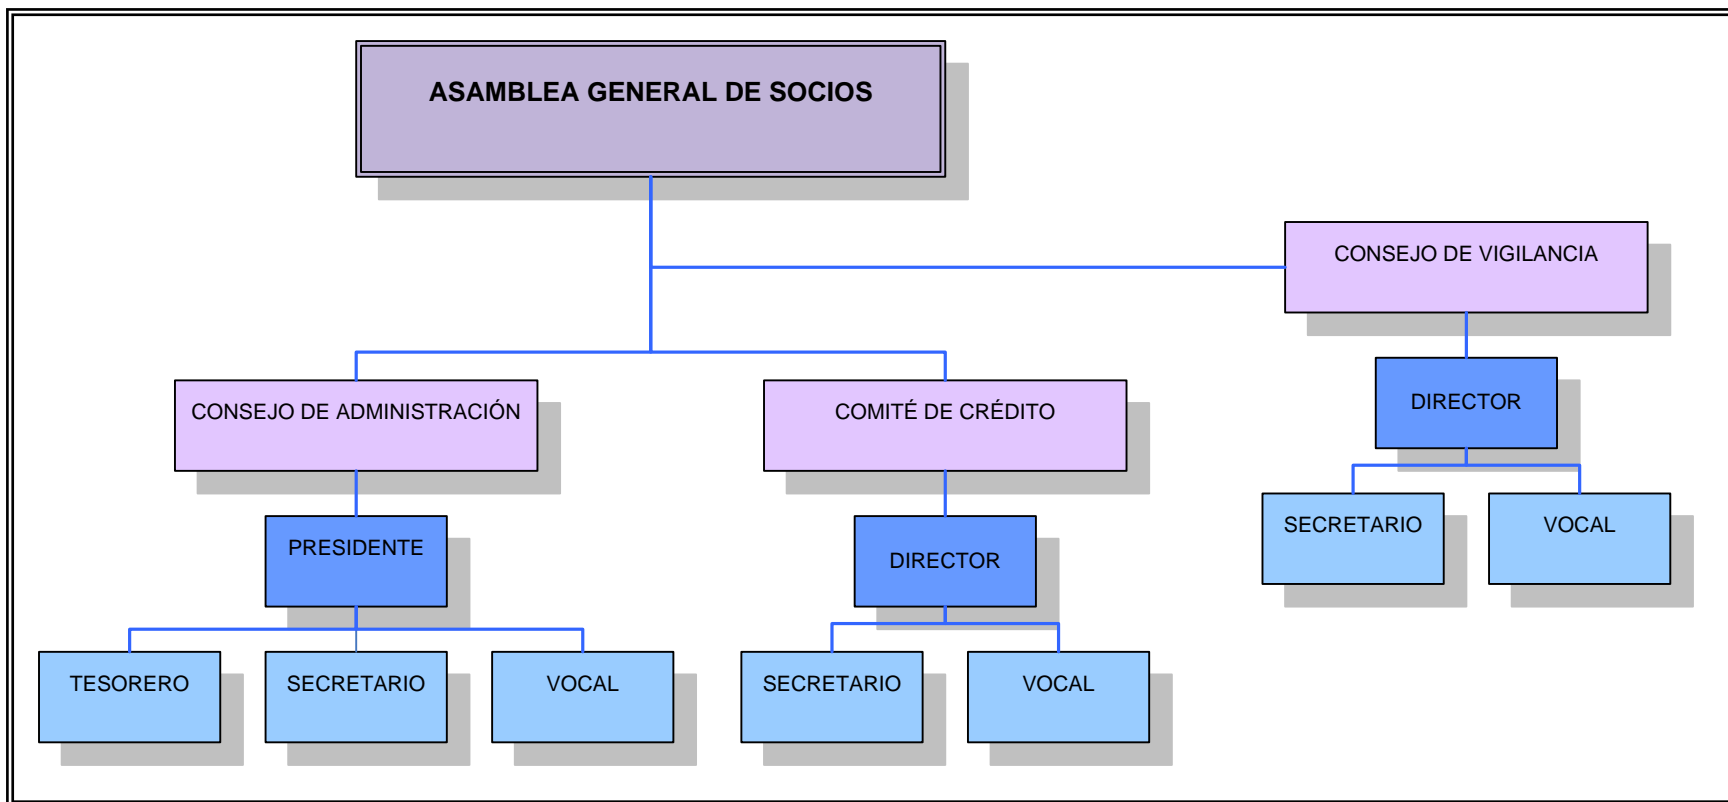 ASAMBLEA GENERAL DE SOCIOS
CONSEJO DE VIGILANCIA
DIRECTOR
SECRETARIO
VOCAL
CONSEJO DE ADMINISTRACIÓN
COMITÉ DE CRÉDITO
PRESIDENTE
DIRECTOR
TESORERO
SECRETARIO
VOCAL
SECRETARIO
VOCAL